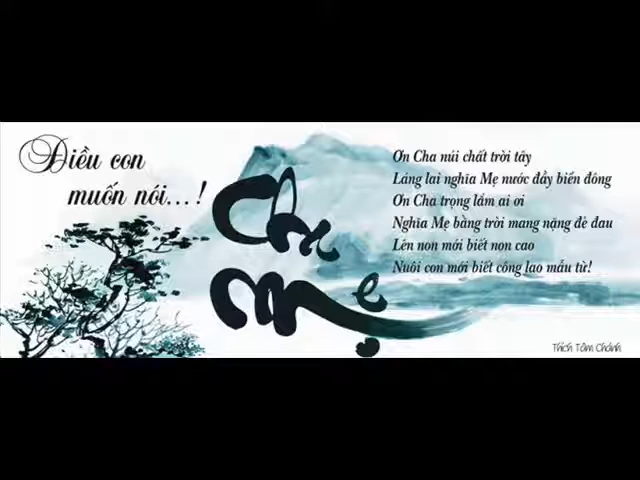 Điều con
muốn nói...!
Cha
Mẹ
Ơn Cha núi chất trời tây
Láng lai nghĩa Mẹ nước đầy biển đông
Ơn Cha trọng lắm ai ơi
Nghĩa Mẹ bằng trời mang nặng đẻ đau
Lên non mới biết non cao
Nuôi con mới biết công lao mẫu từ!
Thích Tâm Chánh